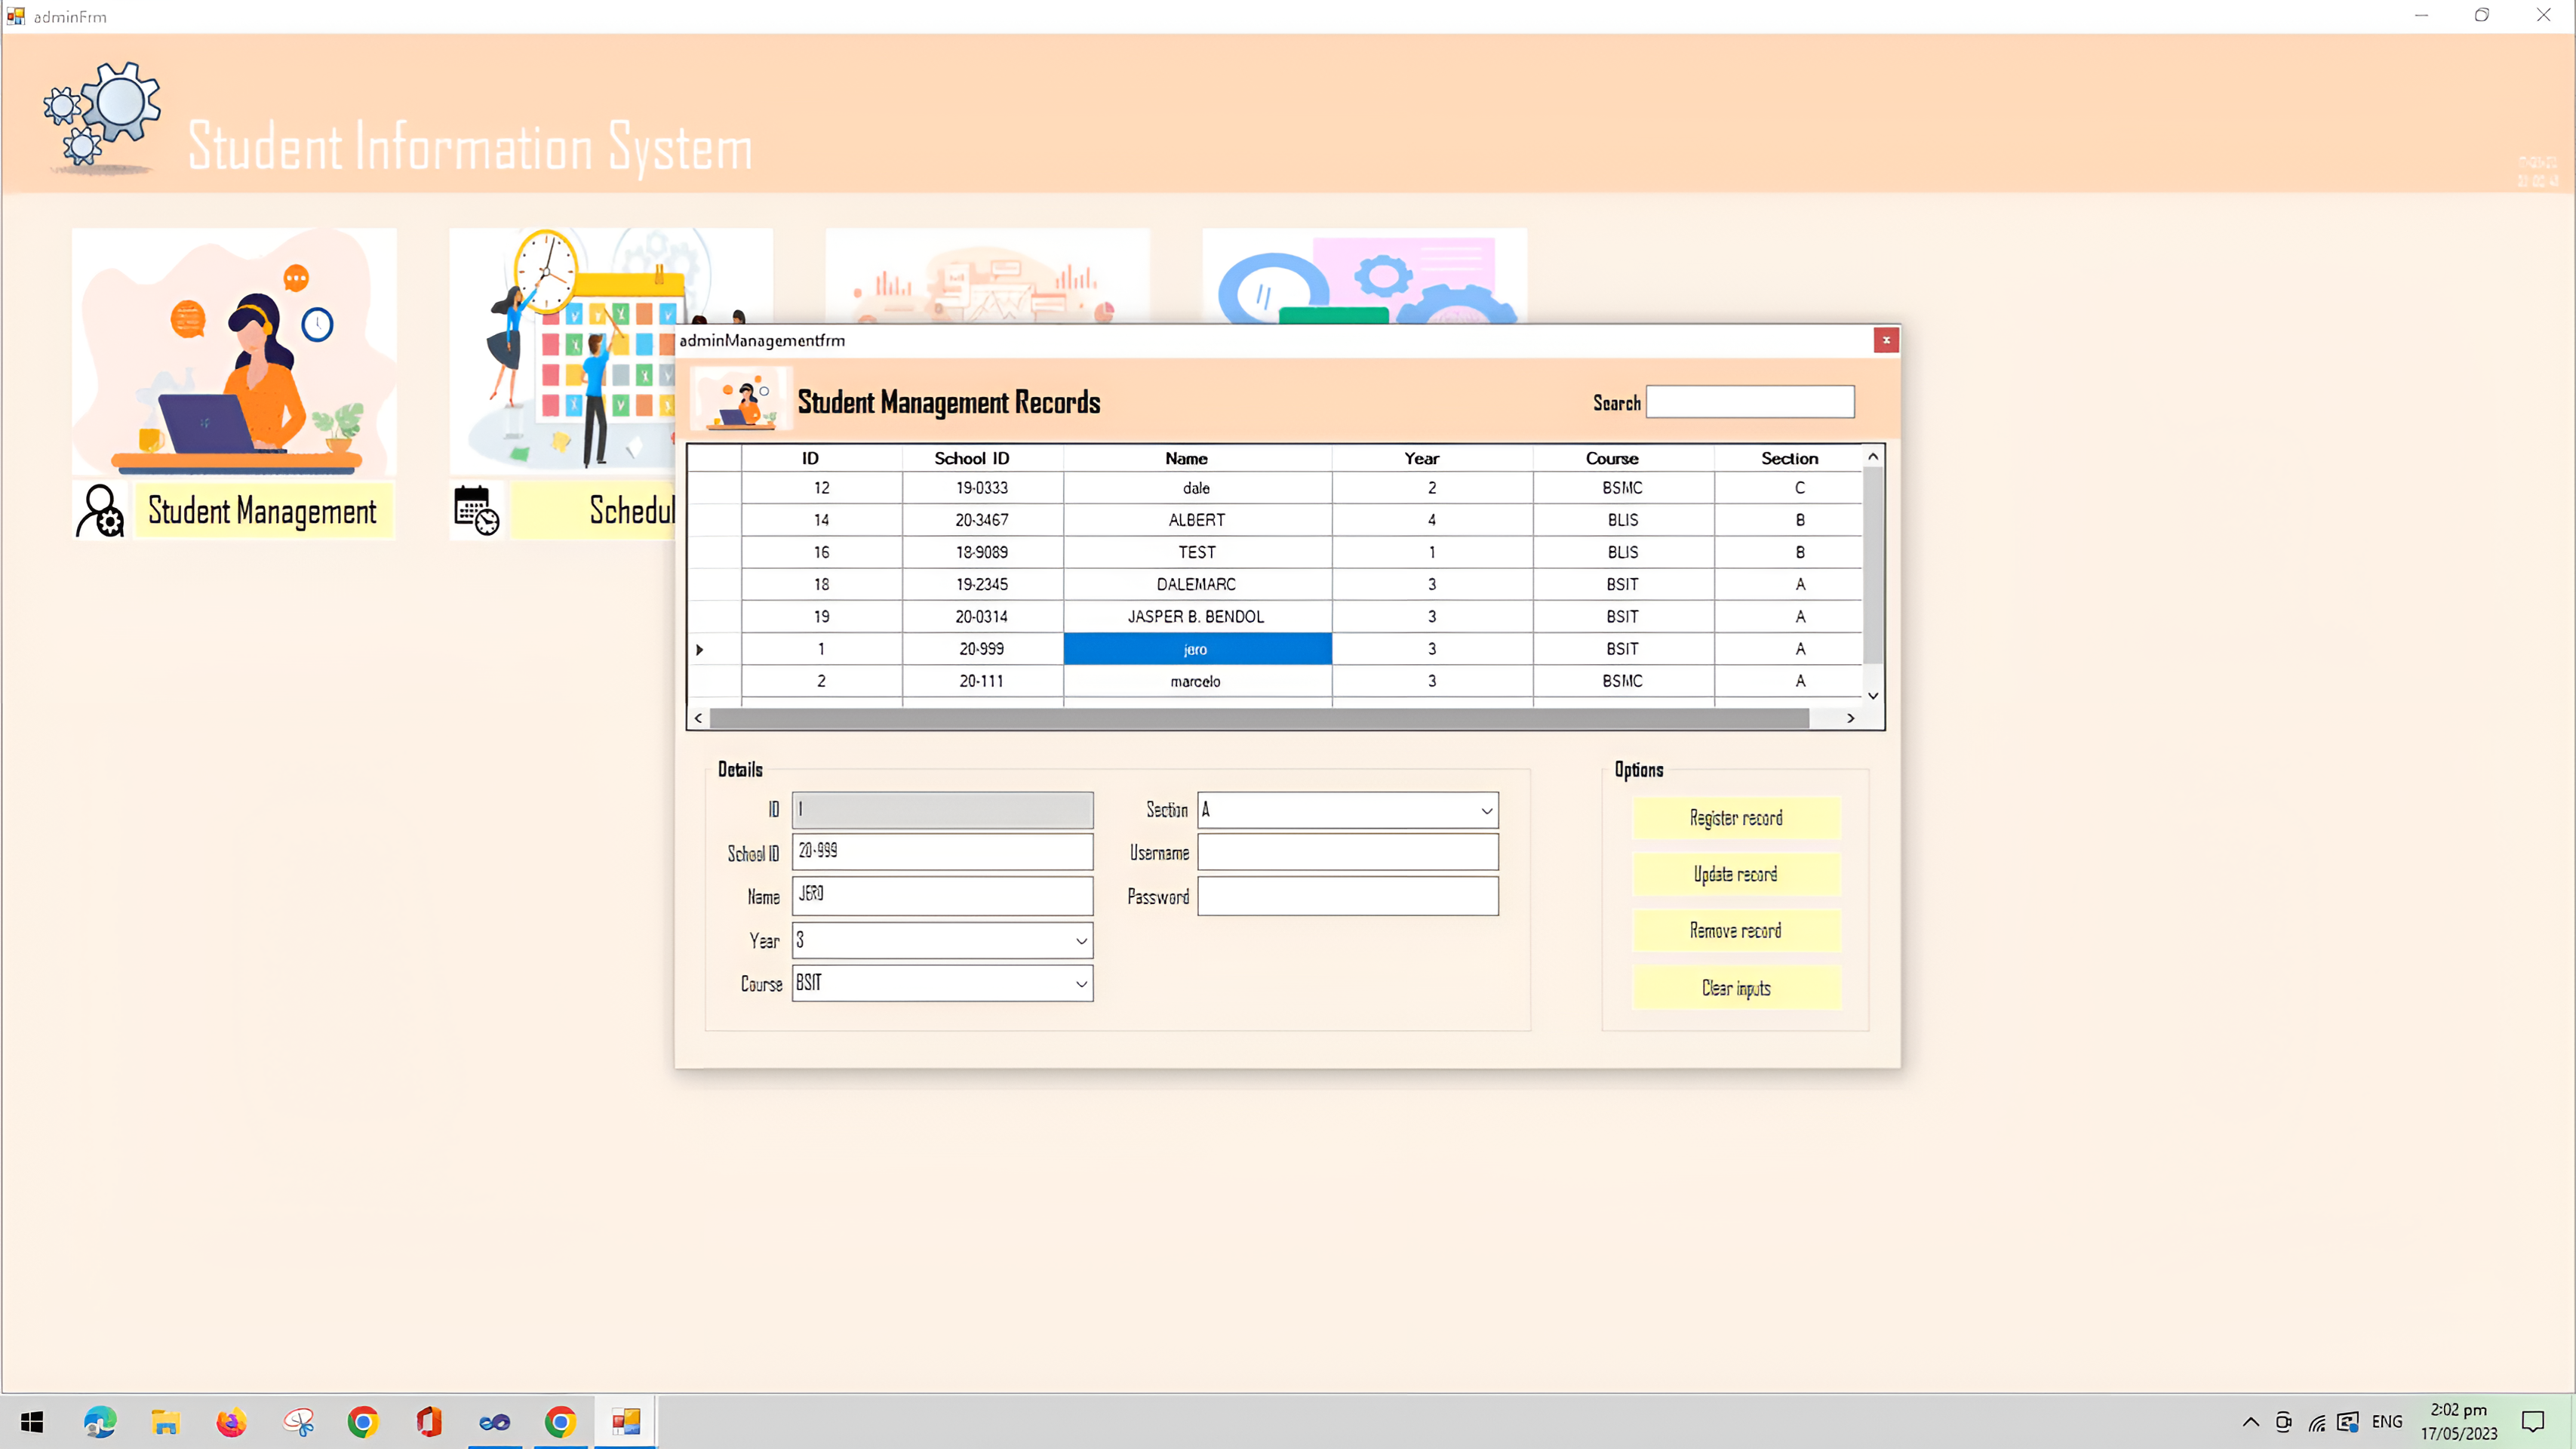 adminFrm
Student Information System
Student Management
Schedul
adminManagementfrm
Student Management Records
Search
ID School ID Name Year Course Section
12 19-0333 dale 2 BSMC C
14 20-3467 ALBERT 4 BLIS B
16 18-9089 TEST 1 BLIS B
18 19-2345 DALEMARC 3 BSIT A
19 20-0314 JASPER B. BENDOL 3 BSIT A
1 20-999 jero 3 BSIT A
2 20-111 marcelo 3 BSMC A
Details
ID 1
School ID 20-999
Name JERO
Year 3
Course BSIT
Section A
Username
Password
Options
Register record
Update record
Remove record
Clear inputs
ENG
2:02 pm
17/05/2023